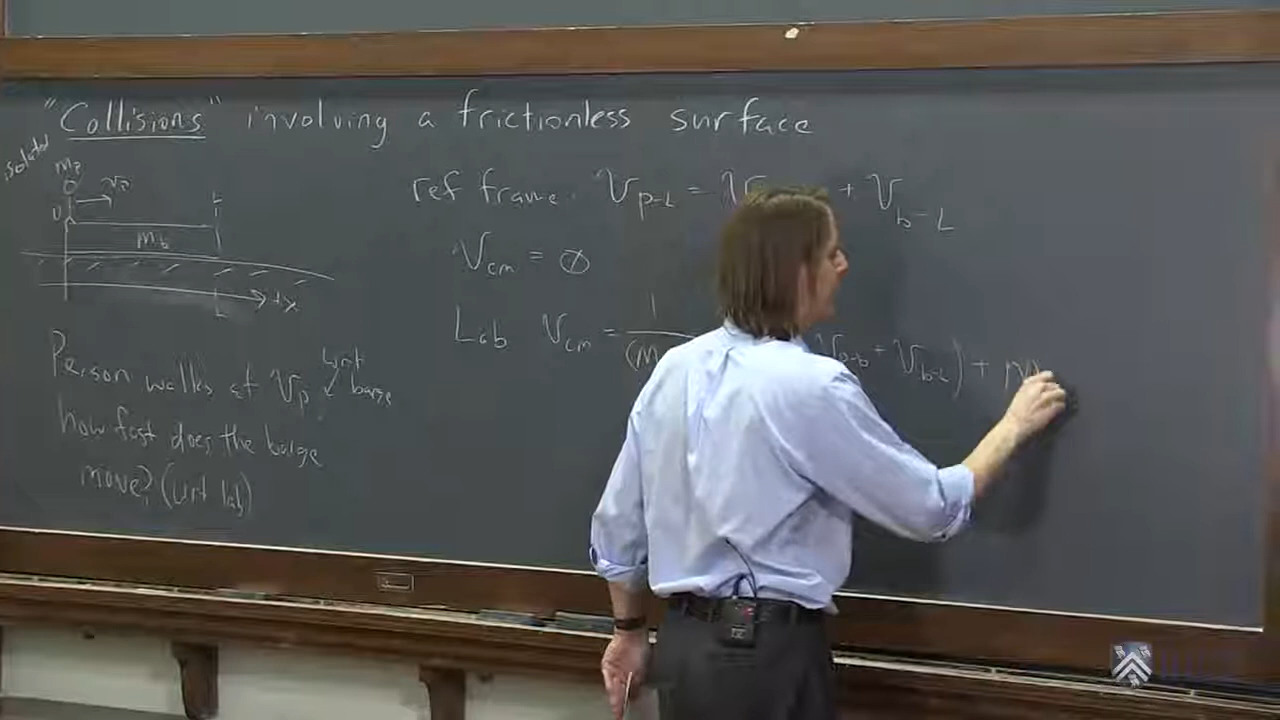 "Collisions" involving a frictionless surface
isolated
mp
vp
L
mb
+x
L
Person walks at Vp wrt barge
how fast does the barge
move? (wrt lab)
ref frame. Vp-L = V + Vb-L
Vcm = 0
Lab Vcm = 1 / (m Vp-b + Vb-L) + m